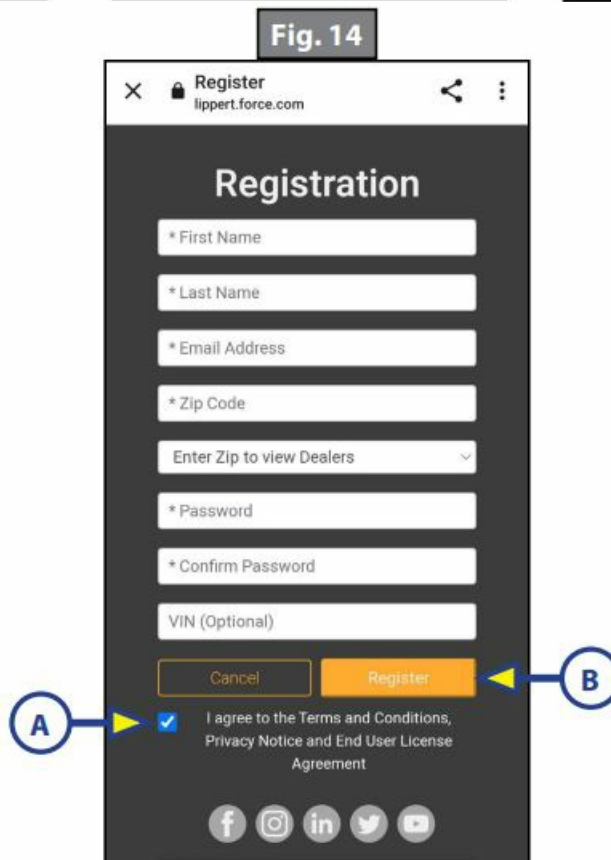 Fig. 14
Register
lippert.force.com
Registration
* First Name
* Last Name
* Email Address
* Zip Code
Enter Zip to view Dealers
* Password
* Confirm Password
VIN (Optional)
Cancel
Register
B
A
I agree to the Terms and Conditions,
Privacy Notice and End User License
Agreement